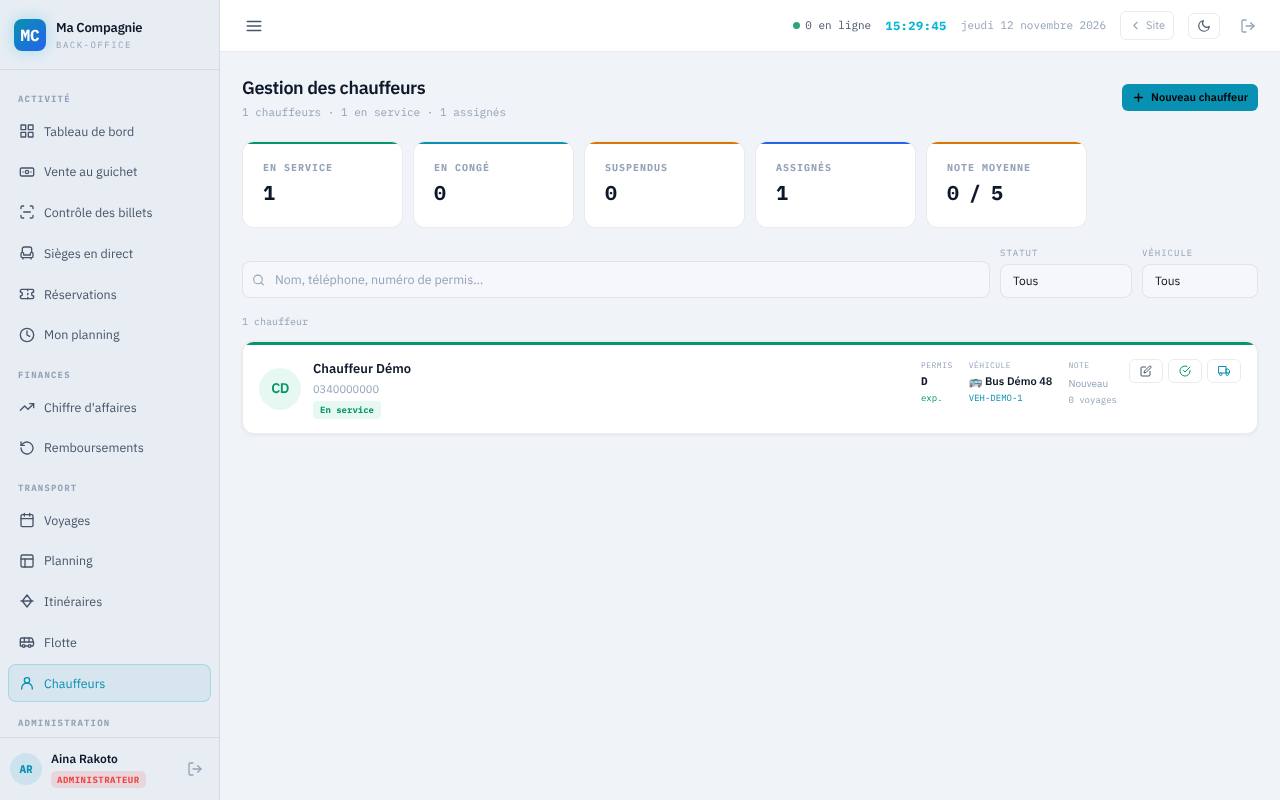 MC
Ma Compagnie
BACK-OFFICE
0 en ligne
15:29:45
jeudi 12 novembre 2026
Site
ACTIVITÉ
Tableau de bord
Vente au guichet
Contrôle des billets
Sièges en direct
Réservations
Mon planning
FINANCES
Chiffre d'affaires
Remboursements
TRANSPORT
Voyages
Planning
Itinéraires
Flotte
Chauffeurs
ADMINISTRATION
AR
Aina Rakoto
ADMINISTRATEUR
Gestion des chauffeurs
1 chauffeurs · 1 en service · 1 assignés
Nouveau chauffeur
EN SERVICE
1
EN CONGÉ
0
SUSPENDUS
0
ASSIGNÉS
1
NOTE MOYENNE
0 / 5
Nom, téléphone, numéro de permis…
STATUT
Tous
VÉHICULE
Tous
1 chauffeur
CD
Chauffeur Démo
0340000000
En service
PERMIS
D
exp.
VÉHICULE
Bus Démo 48
VEH-DEMO-1
NOTE
Nouveau
0 voyages